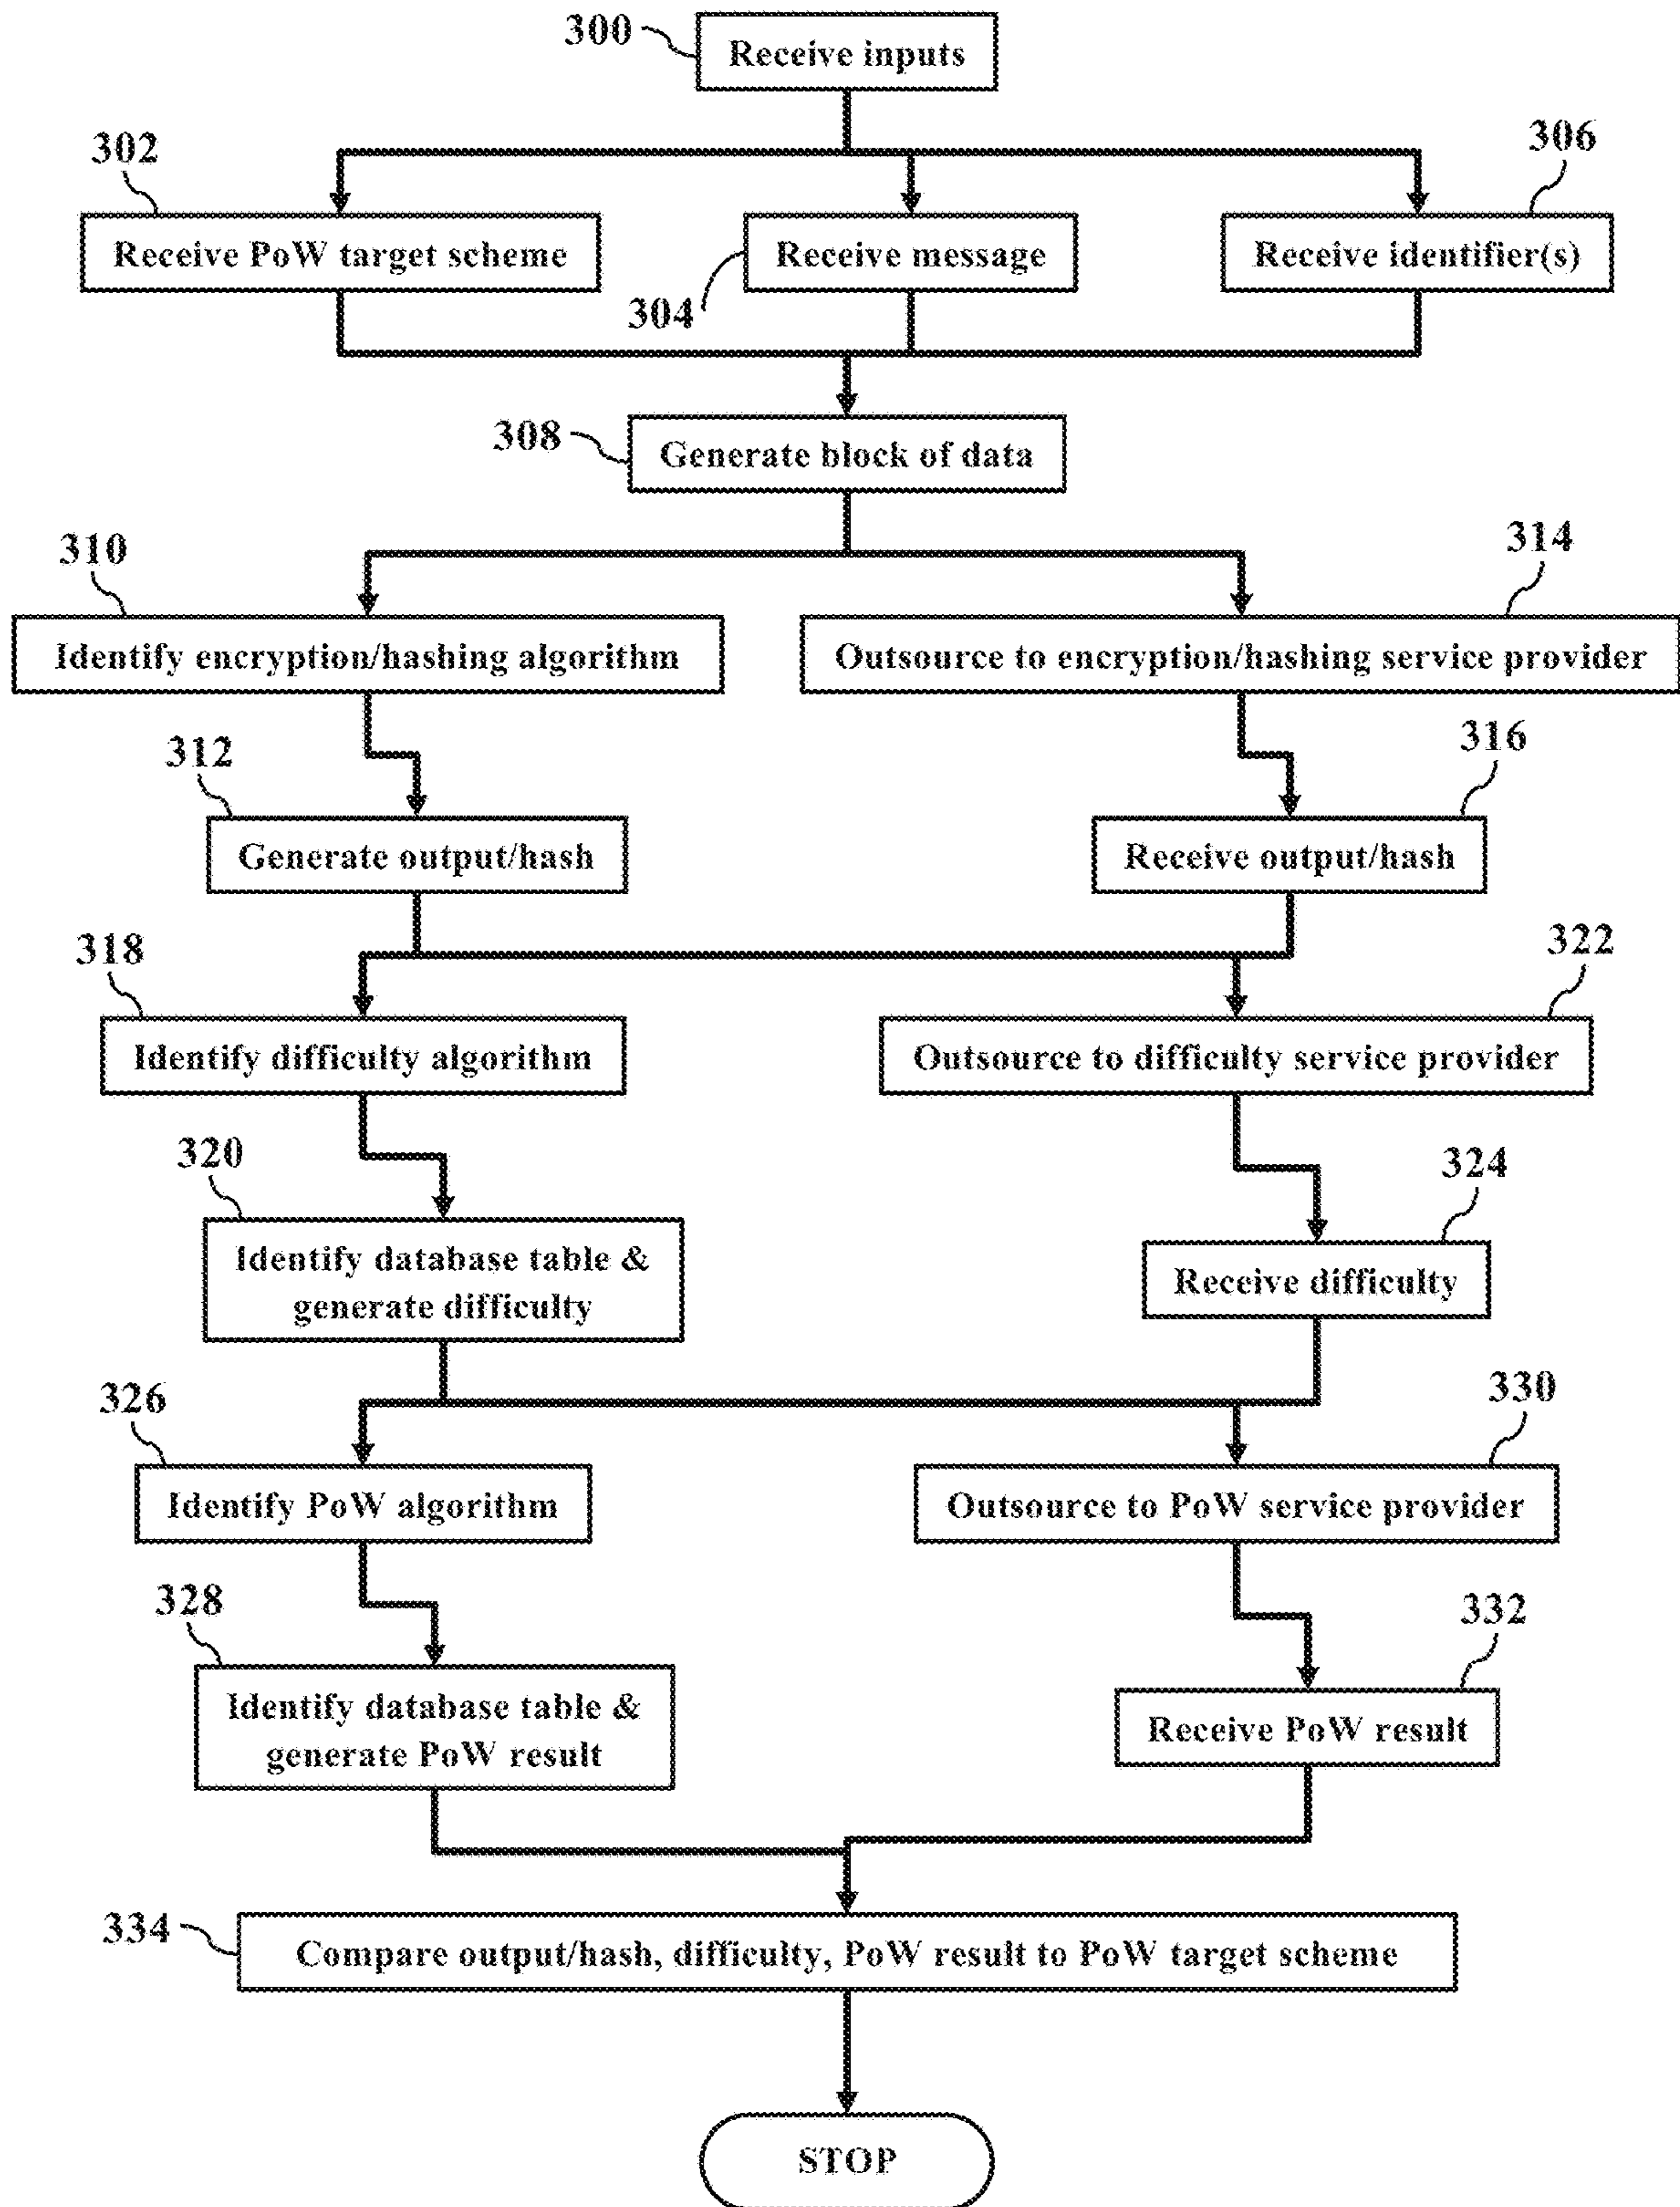 300
Receive inputs
302
306
Receive PoW target scheme
Receive message
Receive identifier(s)
304
308
Generate block of data
310
314
Identify encryption/hashing algorithm
Outsource to encryption/hashing service provider
312
316
Generate output/hash
Receive output/hash
318
322
Identify difficulty algorithm
Outsource to difficulty service provider
320
324
Identify database table &
generate difficulty
Receive difficulty
326
330
Identify PoW algorithm
Outsource to PoW service provider
328
332
Identify database table &
generate PoW result
Receive PoW result
334
Compare output/hash, difficulty, PoW result to PoW target scheme
STOP